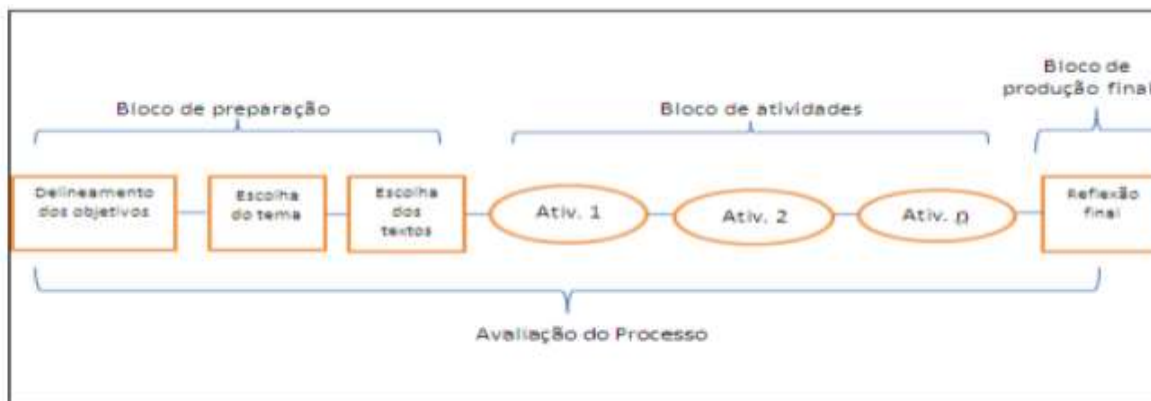 Bloco de preparação
Bloco de atividades
Bloco de
produção final
Delineamento
dos objetivos
Escolha
do tema
Escolha
dos
textos
Ativ. 1
Ativ. 2
Ativ. n
Reflexão
final
Avaliação do Processo